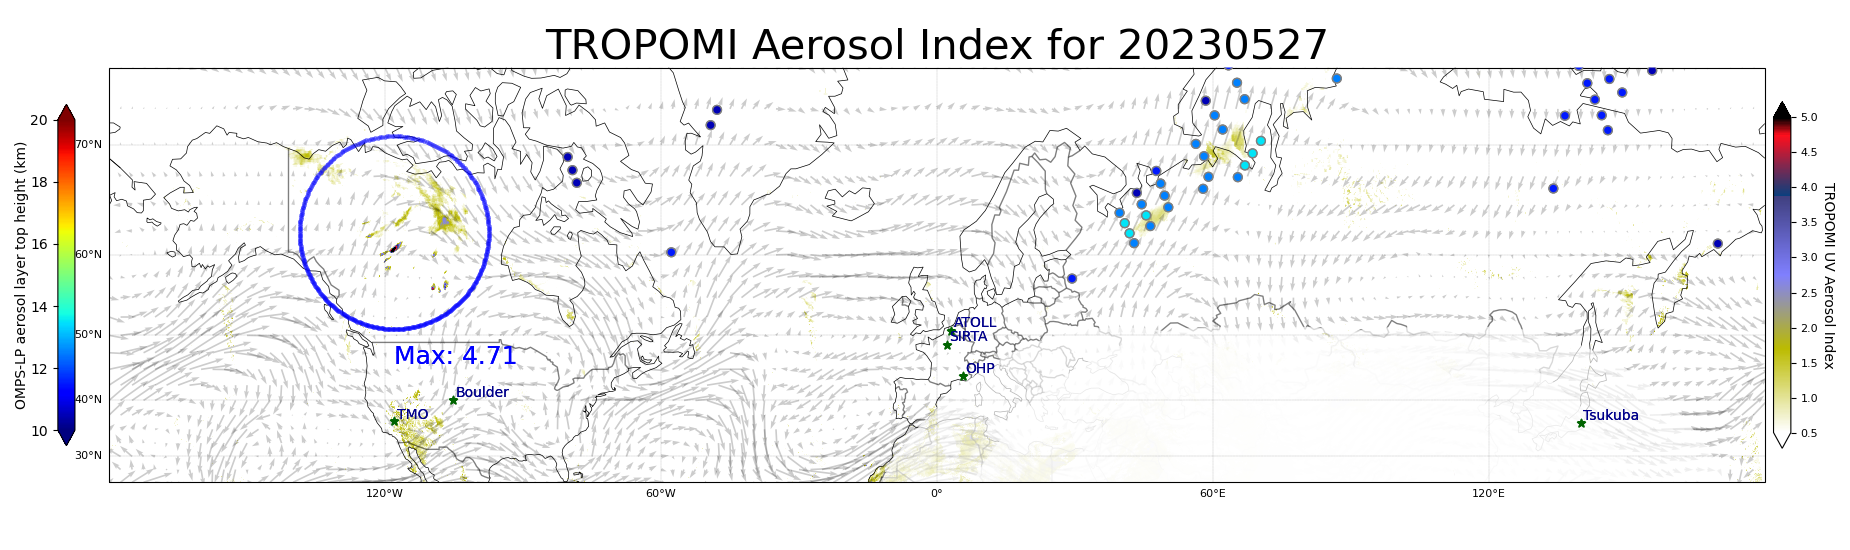 TROPOMI Aerosol Index for 20230527
20
18
16
14
12
10
OMPS-LP aerosol layer top height (km)
70°N
60°N
50°N
40°N
30°N
120°W
60°W
0°
60°E
120°E
Max: 4.71
TMO
Boulder
ATOLL
SIRTA
OHP
Tsukuba
5.0
4.5
4.0
3.5
3.0
2.5
2.0
1.5
1.0
0.5
TROPOMI UV Aerosol Index